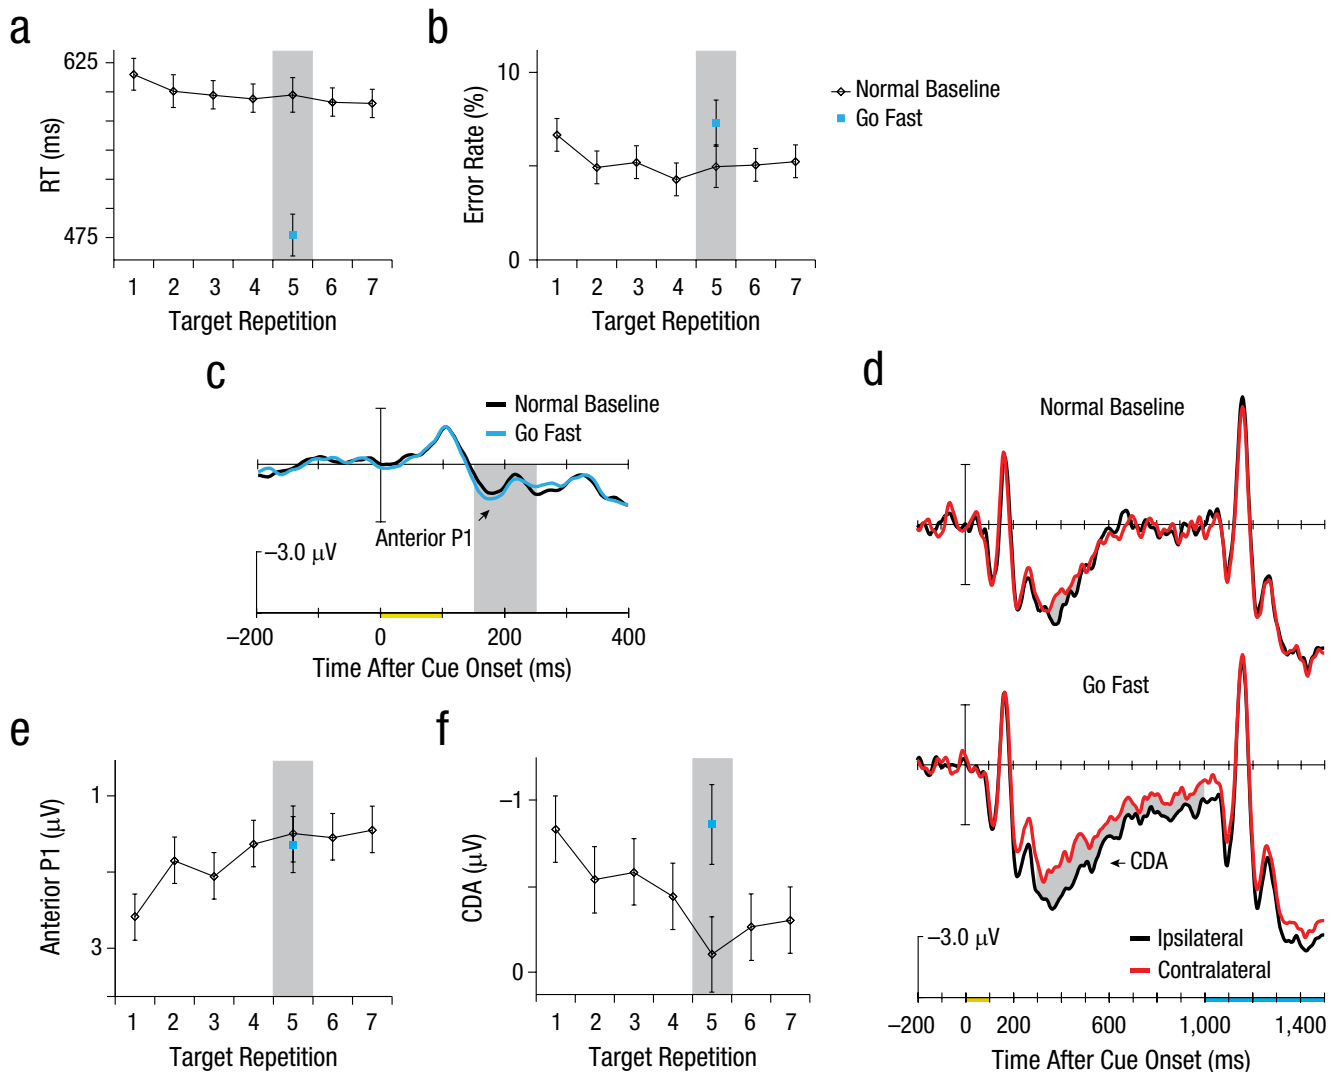 a
625
475
RT (ms)
1 2 3 4 5 6 7
Target Repetition
b
10
0
Error Rate (%)
1 2 3 4 5 6 7
Target Repetition
Normal Baseline
Go Fast
c
Normal Baseline
Go Fast
Anterior P1
–3.0 μV
–200 0 200 400
Time After Cue Onset (ms)
d
Normal Baseline
Go Fast
CDA
–3.0 μV
Ipsilateral
Contralateral
–200 0 200 600 1,000 1,400
Time After Cue Onset (ms)
e
1
3
Anterior P1 (μV)
1 2 3 4 5 6 7
Target Repetition
f
–1
0
CDA (μV)
1 2 3 4 5 6 7
Target Repetition